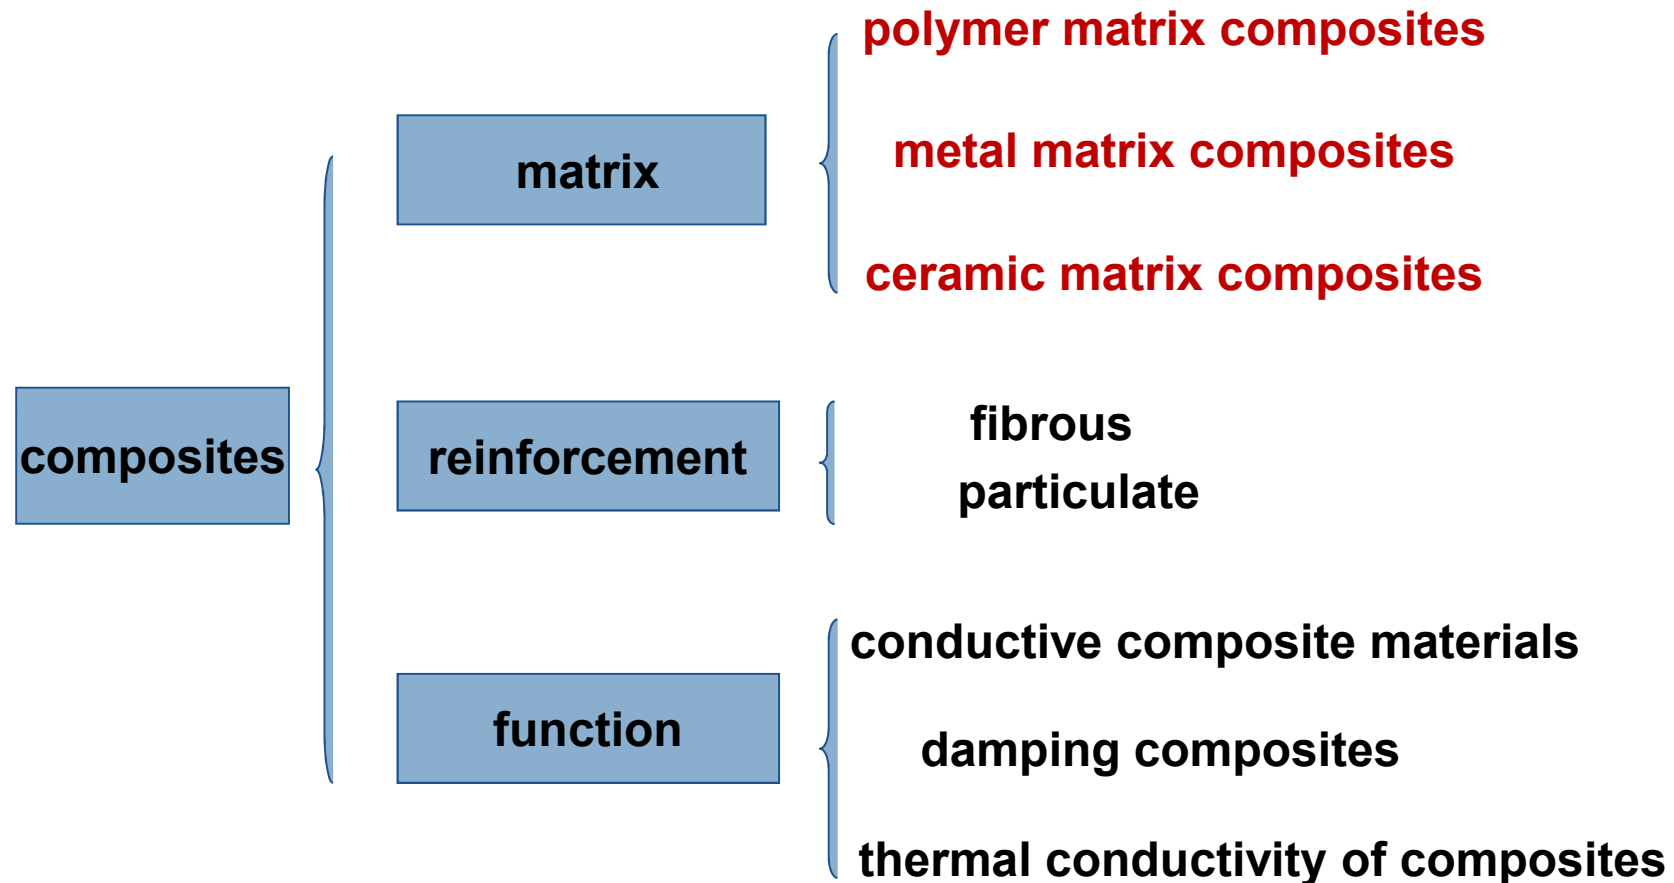 composites
matrix
polymer matrix composites
metal matrix composites
ceramic matrix composites
reinforcement
fibrous
particulate
function
conductive composite materials
damping composites
thermal conductivity of composites